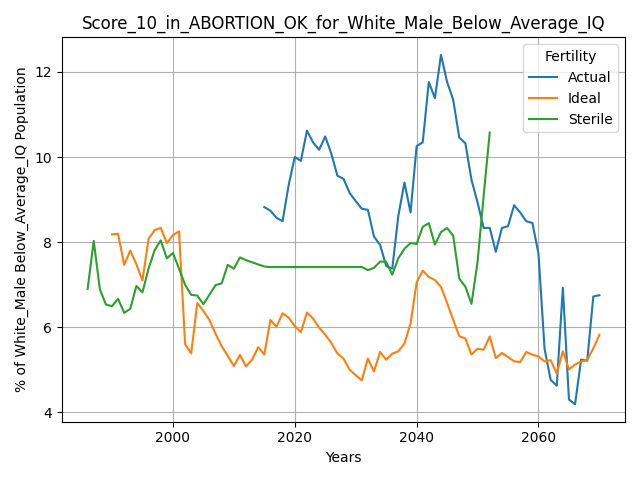 Score_10_in_ABORTION_OK_for_White_Male_Below_Average_IQ
% of White_Male Below_Average_IQ Population
12
10
8
6
4
Fertility
Actual
Ideal
Sterile
2000
2020
2040
2060
Years